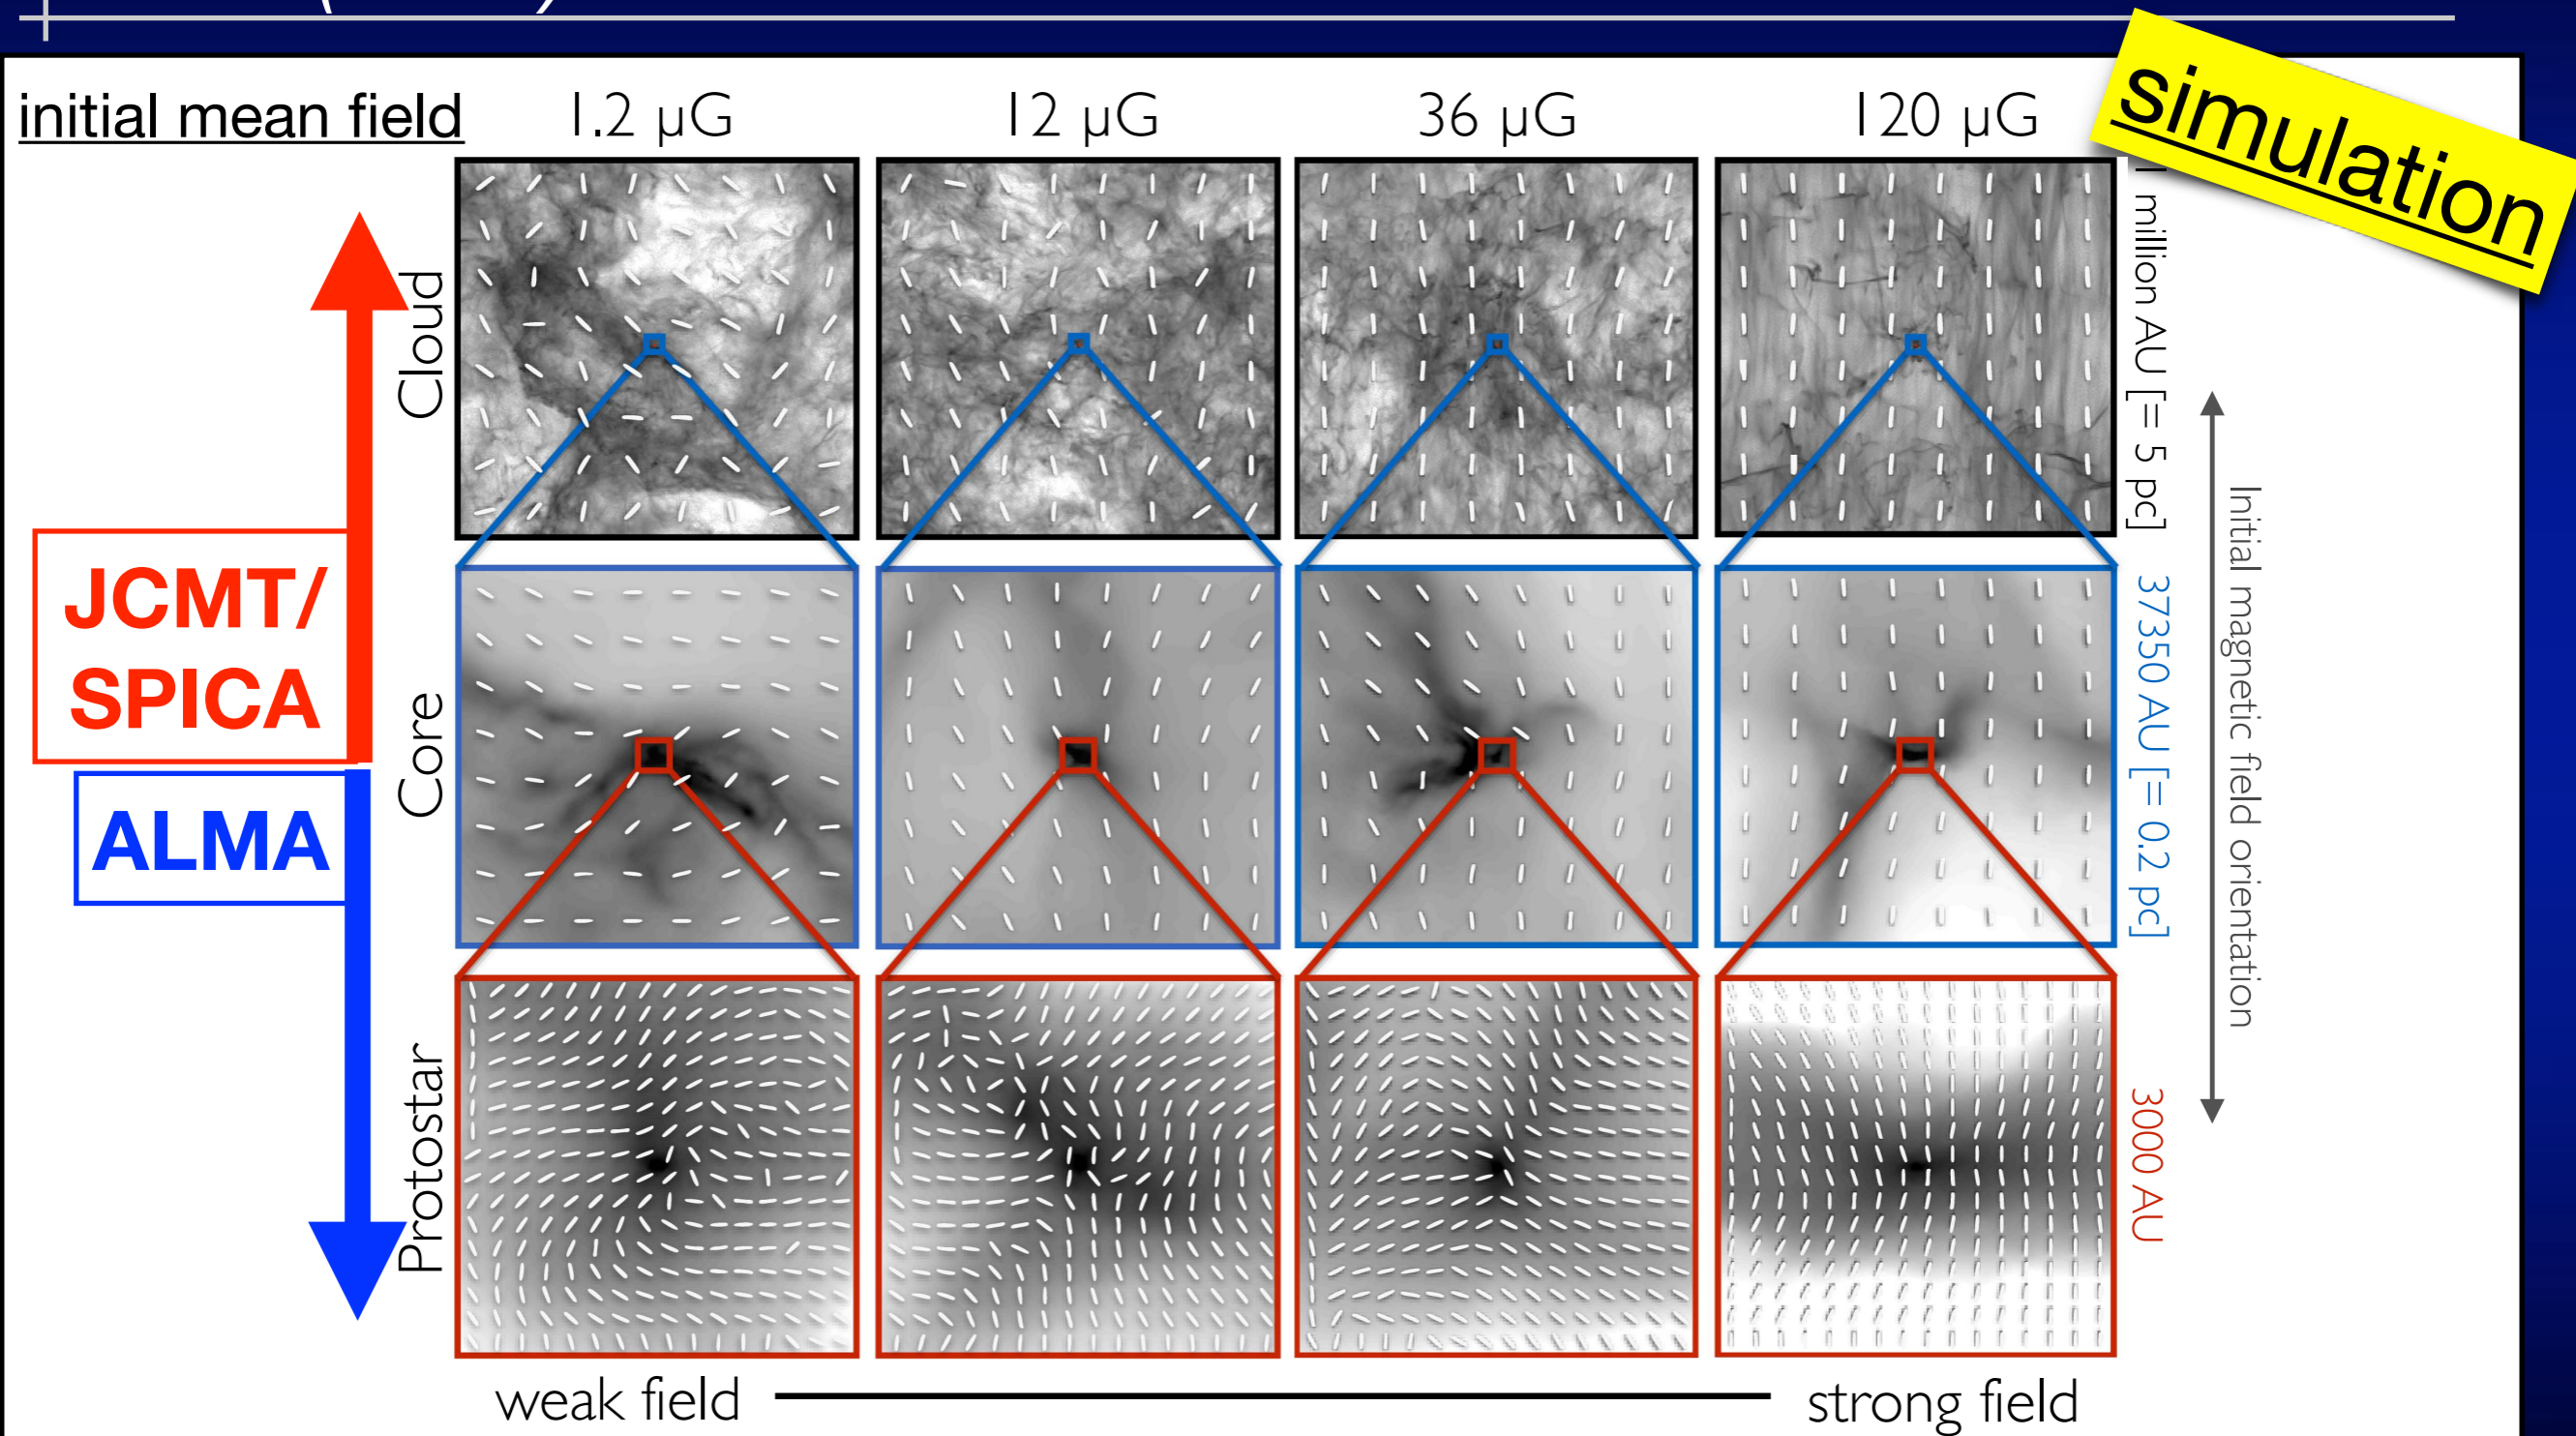 initial mean field
1.2 µG
12 µG
36 µG
120 µG
simulation
Cloud
1 million AU [= 5 pc]
JCMT/
SPICA
Core
37350 AU [= 0.2 pc]
Initial magnetic field orientation
ALMA
Protostar
3000 AU
weak field
strong field